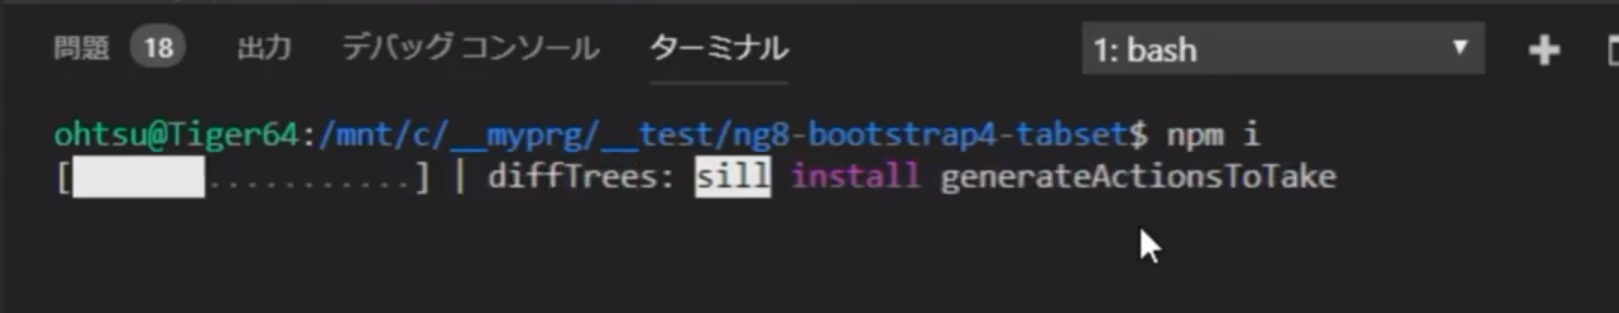 問題 18 出力 デバッグ コンソール ターミナル 1: bash
ohtsu@Tiger64:/mnt/c/__myprg/__test/ng8-bootstrap4-tabset$ npm i
[...........] | diffTrees: sill install generateActionsToTake